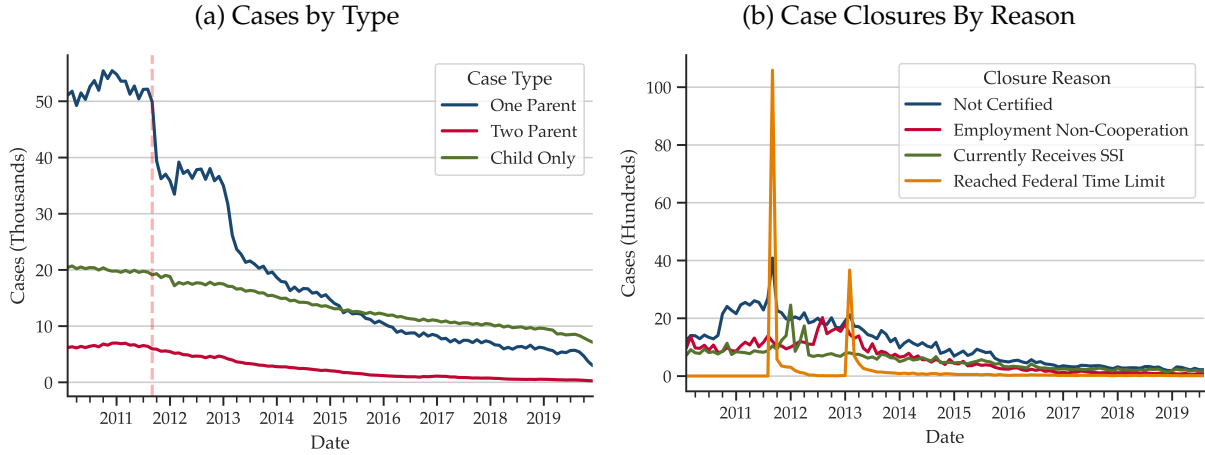 (a) Cases by Type
Cases (Thousands)
50
40
30
20
10
0
Case Type
One Parent
Two Parent
Child Only
2011 2012 2013 2014 2015 2016 2017 2018 2019
Date
(b) Case Closures By Reason
Cases (Hundreds)
100
80
60
40
20
0
Closure Reason
Not Certified
Employment Non-Cooperation
Currently Receives SSI
Reached Federal Time Limit
2011 2012 2013 2014 2015 2016 2017 2018 2019
Date